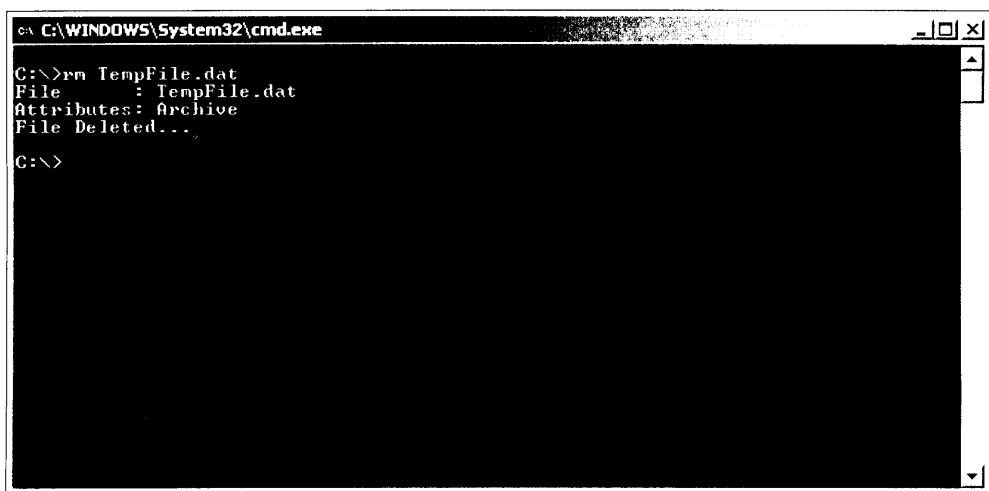 C:\WINDOWS\System32\cmd.exe
C:\>rm TempFile.dat
File       : TempFile.dat
Attributes: Archive
File Deleted...
C:\>